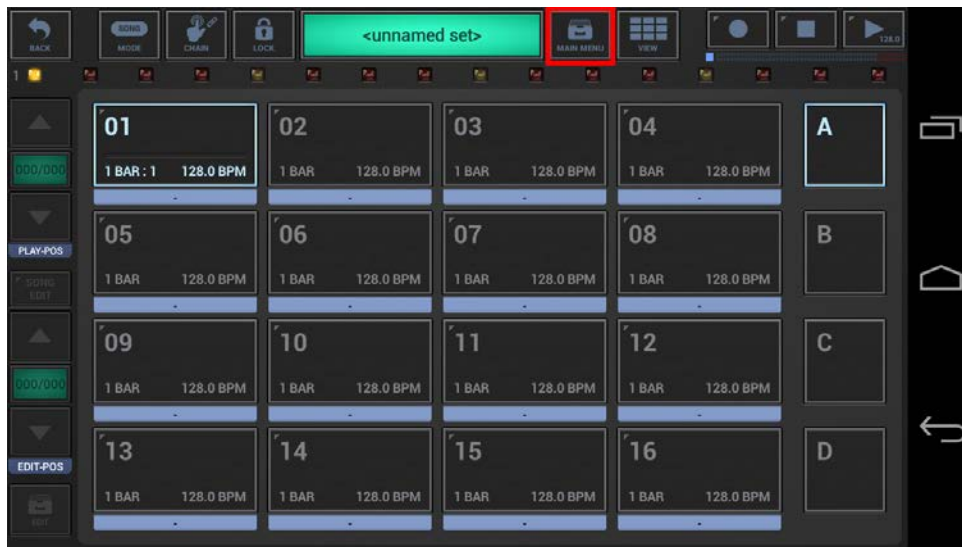 SONG
<unnamed set>
BACK
MODE
CHAIN
LOCK
MAIN MENU
VIEW
128.0
1
01
02
03
04
A
000/000
1 BAR : 1 128.0 BPM
1 BAR 128.0 BPM
1 BAR 128.0 BPM
1 BAR 128.0 BPM
-
-
-
-
05
06
07
08
B
PLAY-POS
1 BAR 128.0 BPM
1 BAR 128.0 BPM
1 BAR 128.0 BPM
1 BAR 128.0 BPM
SONG
EDIT
-
-
-
-
09
10
11
12
C
000/000
1 BAR 128.0 BPM
1 BAR 128.0 BPM
1 BAR 128.0 BPM
1 BAR 128.0 BPM
-
-
-
-
13
14
15
16
D
EDIT-POS
1 BAR 128.0 BPM
1 BAR 128.0 BPM
1 BAR 128.0 BPM
1 BAR 128.0 BPM
EDIT
-
-
-
-